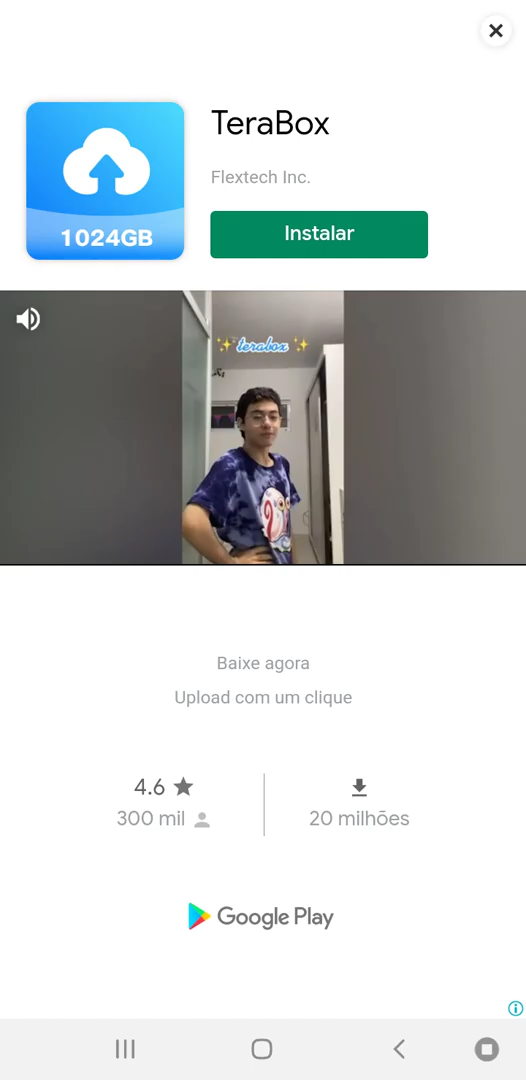 TeraBox
Flextech Inc.
1024GB
Instalar
terabox
Baixe agora
Upload com um clique
4.6
300 mil
20 milhões
Google Play